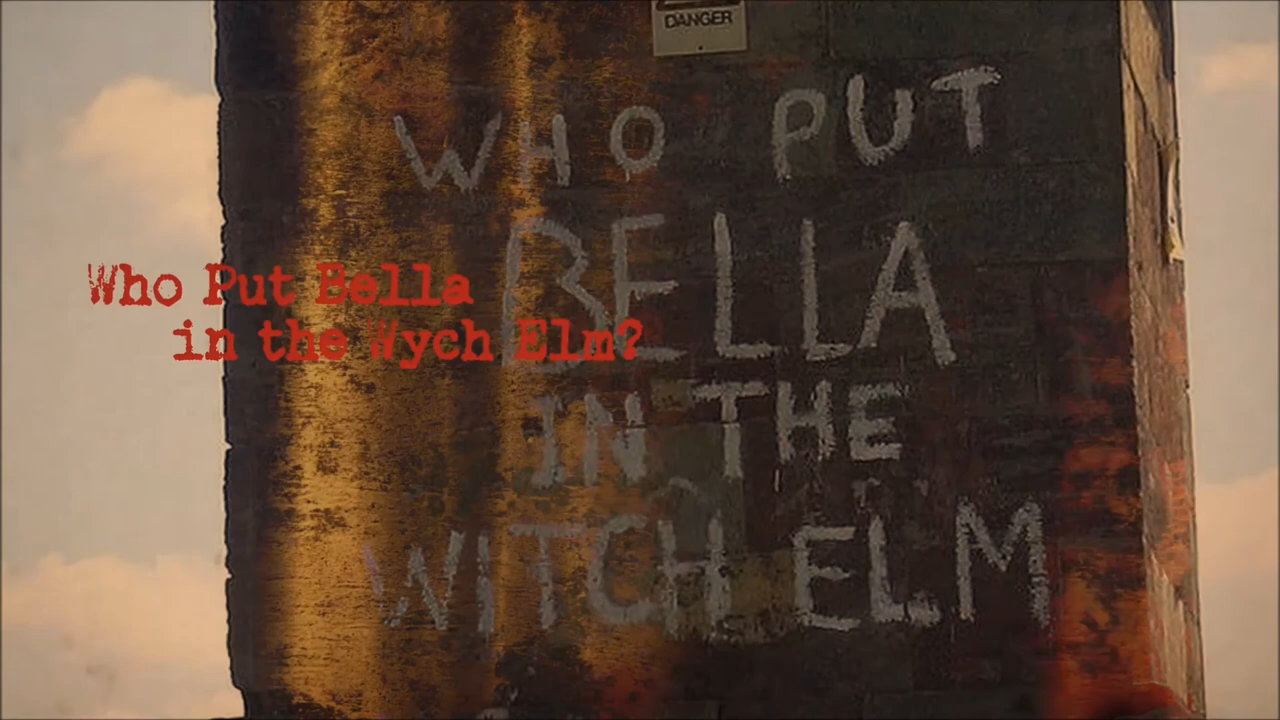 DANGER
WHO PUT
BELLA
IN THE
WITCH ELM
Who Put Bella
in the Wych Elm?